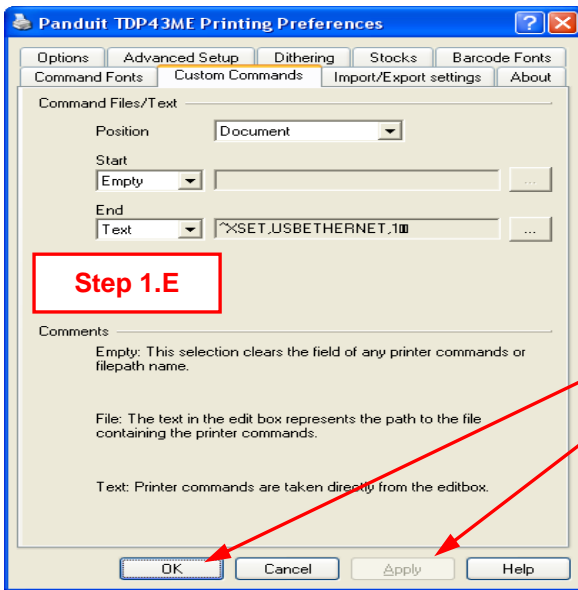 Panduit TDP43ME Printing Preferences
Options Advanced Setup Dithering Stocks Barcode Fonts
Command Fonts Custom Commands Import/Export settings About
Command Files/Text
Position Document
Start
Empty ...
End
Text ^XSET,USBETHERNET,1 ...
Step 1.E
Comments
Empty: This selection clears the field of any printer commands or
filepath name.
File: The text in the edit box represents the path to the file
containing the printer commands.
Text: Printer commands are taken directly from the editbox.
OK Cancel Apply Help